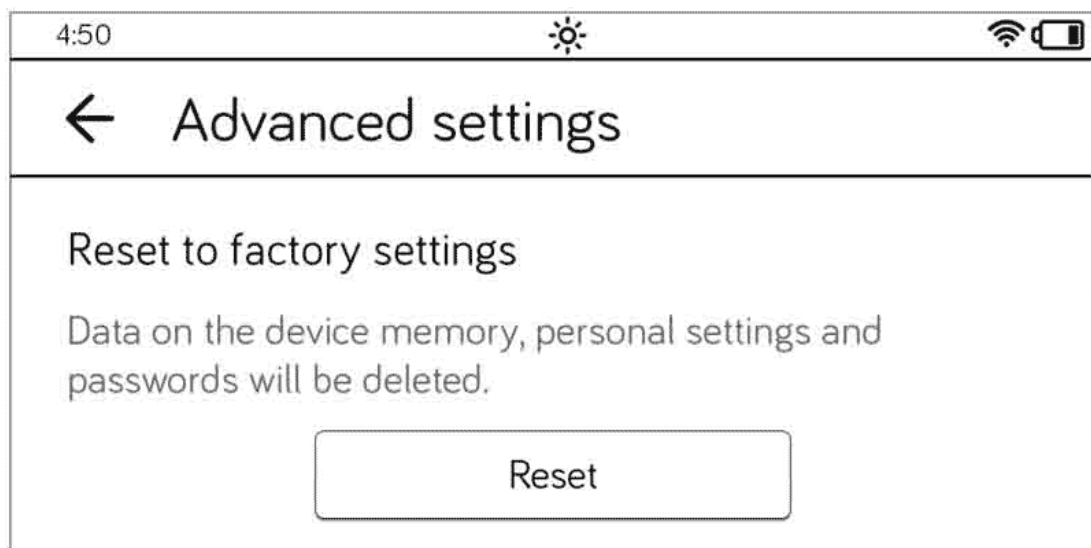 4:50
Advanced settings
Reset to factory settings
Data on the device memory, personal settings and
passwords will be deleted.
Reset